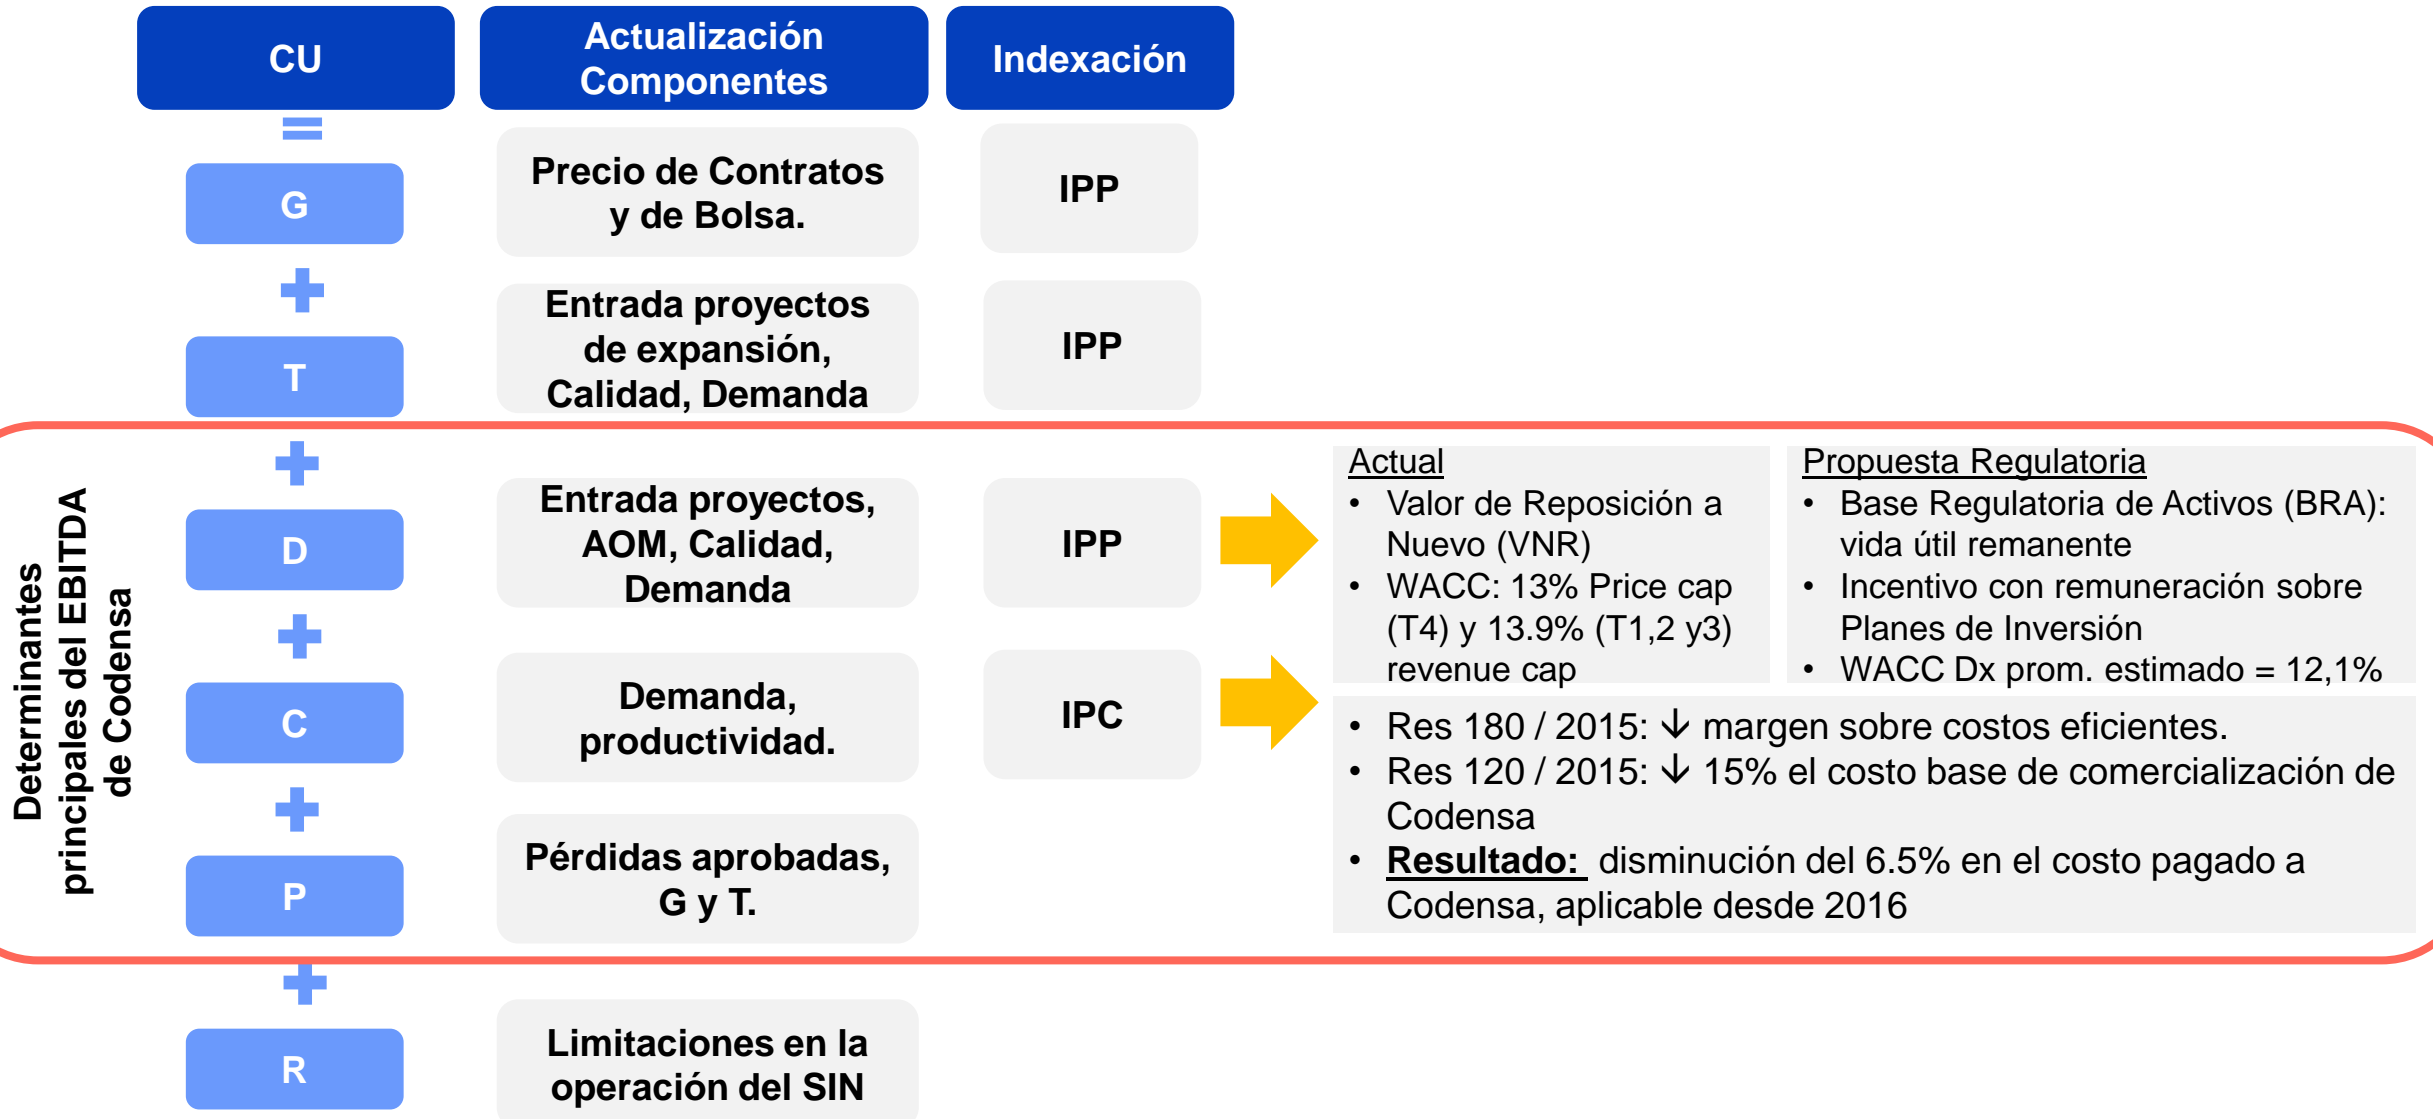 CU
Actualización
Componentes
Indexación
=
G
Precio de Contratos
y de Bolsa.
IPP
+
T
Entrada proyectos
de expansión,
Calidad, Demanda
IPP
Determinantes
principales del EBITDA
de Codensa
+
D
Entrada proyectos,
AOM, Calidad,
Demanda
IPP
Actual
• Valor de Reposición a
Nuevo (VNR)
• WACC: 13% Price cap
(T4) y 13.9% (T1,2 y3)
revenue cap
Propuesta Regulatoria
• Base Regulatoria de Activos (BRA):
vida útil remanente
• Incentivo con remuneración sobre
Planes de Inversión
• WACC Dx prom. estimado = 12,1%
+
C
Demanda,
productividad.
IPC
• Res 180 / 2015: ↓ margen sobre costos eficientes.
• Res 120 / 2015: ↓ 15% el costo base de comercialización de
Codensa
• Resultado: disminución del 6.5% en el costo pagado a
Codensa, aplicable desde 2016
+
P
Pérdidas aprobadas,
G y T.
+
R
Limitaciones en la
operación del SIN